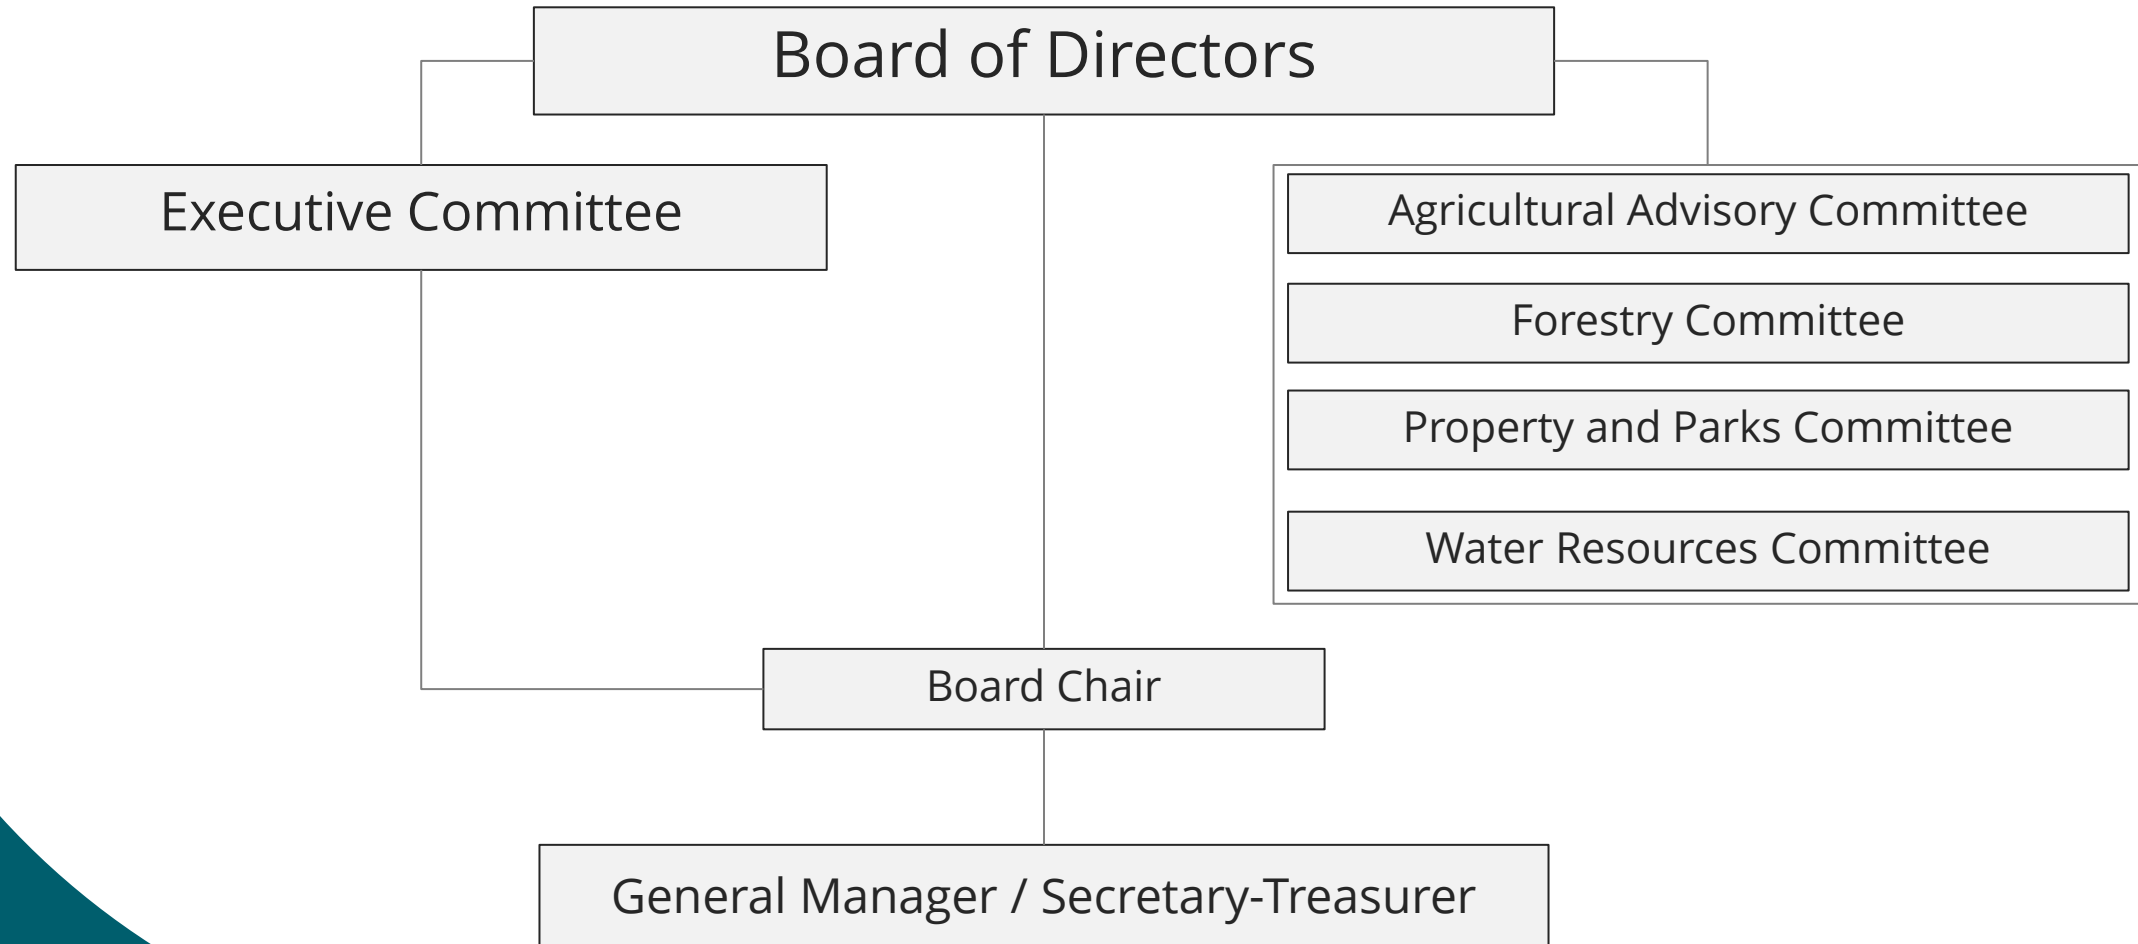 Board of Directors
Executive Committee
Agricultural Advisory Committee
Forestry Committee
Property and Parks Committee
Water Resources Committee
Board Chair
General Manager / Secretary-Treasurer